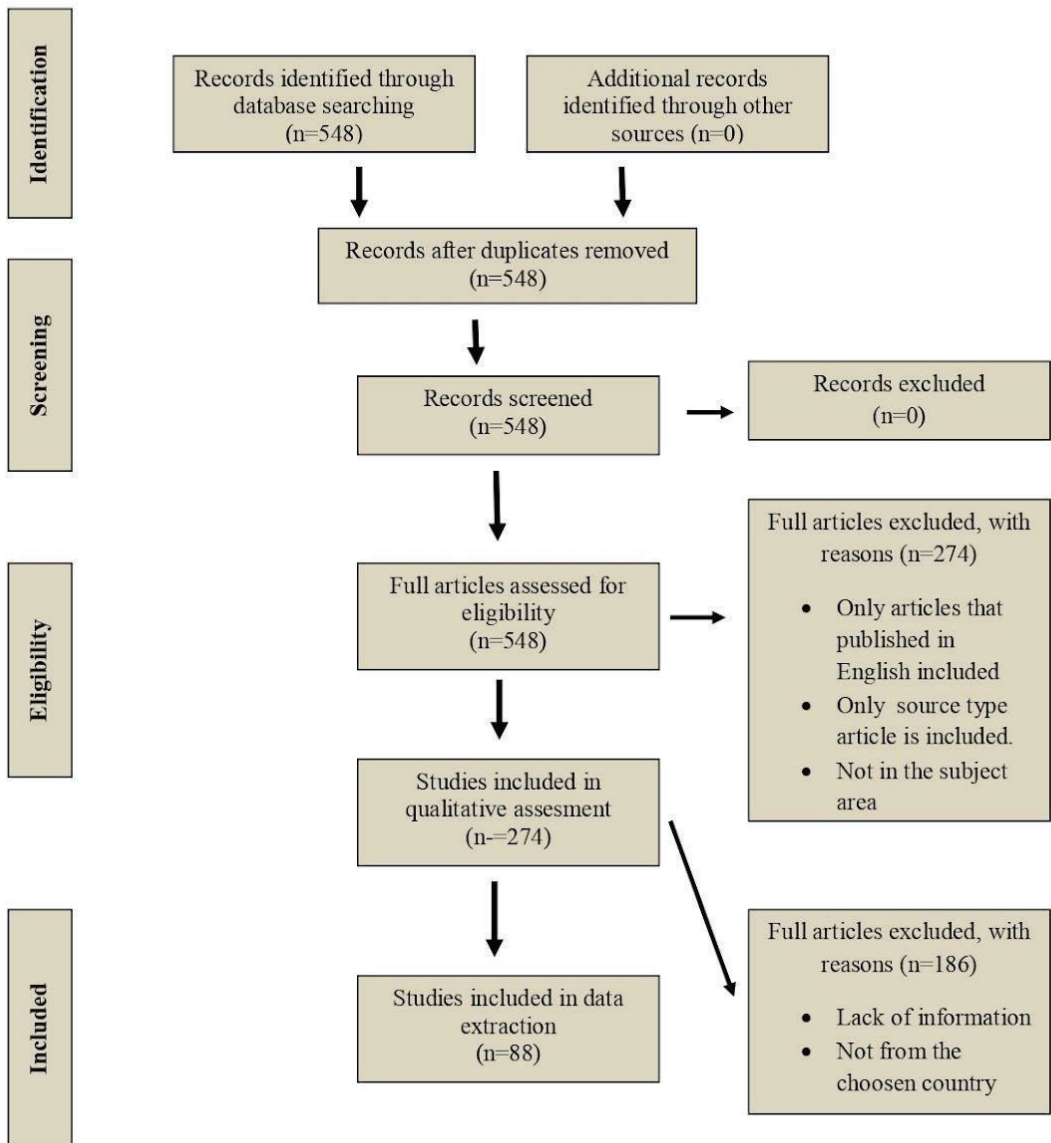 Identification
Records identified through
database searching
(n=548)
Additional records
identified through other
sources (n=0)
Records after duplicates removed
(n=548)
Screening
Records screened
(n=548)
Records excluded
(n=0)
Eligibility
Full articles assessed for
eligibility
(n=548)
Full articles excluded, with
reasons (n=274)
• Only articles that
published in
English included
• Only source type
article is included.
• Not in the subject
area
Studies included in
qualitative assesment
(n-=274)
Included
Studies included in data
extraction
(n=88)
Full articles excluded, with
reasons (n=186)
• Lack of information
• Not from the
choosen country